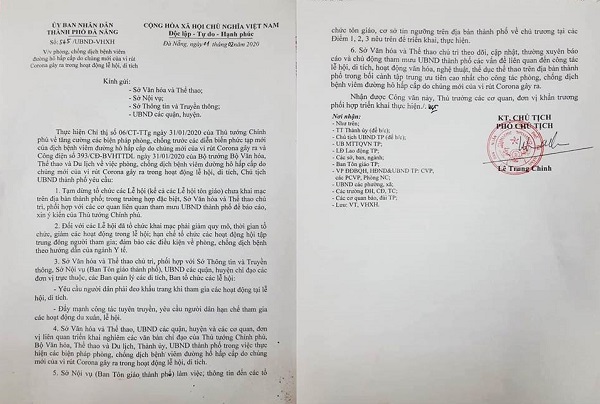 ỦY BAN NHÂN DÂN
THÀNH PHỐ ĐÀ NẴNG
CỘNG HÒA XÃ HỘI CHỦ NGHĨA VIỆT NAM
Độc lập - Tự do - Hạnh phúc
Số: 565/UBND-VHXH
Đà Nẵng, ngày 01 tháng 02 năm 2020
V/v phòng, chống dịch bệnh viêm
đường hô hấp cấp do chủng mới của vi rút
Corona gây ra trong hoạt động lễ hội, di tích
Kính gửi:
- Sở Văn hóa và Thể thao;
- Sở Nội vụ;
- Sở Thông tin và Truyền thông;
- UBND các quận, huyện.
Thực hiện Chỉ thị số 06/CT-TTg ngày 31/01/2020 của Thủ tướng Chính
phủ về tăng cường các biện pháp phòng, chống trước các diễn biến phức tạp mới
của dịch bệnh viêm đường hô hấp cấp do chủng mới của vi rút Corona gây ra và
Công điện số 393/CĐ-BVHTTDL ngày 31/01/2020 của Bộ trưởng Bộ Văn hóa,
Thể thao và Du lịch về việc phòng, chống dịch bệnh viêm đường hô hấp cấp do
chủng mới của vi rút Corona gây ra trong hoạt động lễ hội, di tích, Chủ tịch
UBND thành phố yêu cầu:
1. Tạm dừng tổ chức các Lễ hội (kể cả các Lễ hội tôn giáo) chưa khai mạc
trên địa bàn thành phố; trong trường hợp đặc biệt, Sở Văn hóa và Thể thao chủ
trì, phối hợp với các cơ quan liên quan tham mưu UBND thành phố để báo cáo,
xin ý kiến của Thủ tướng Chính phủ.
2. Đối với các Lễ hội đã tổ chức khai mạc phải giảm quy mô, thời gian tổ
chức, giảm các hoạt động trong lễ hội; hạn chế tổ chức các hoạt động hội tập
trung đông người tham gia; đảm bảo các điều kiện về phòng, chống dịch bệnh
theo hướng dẫn của ngành Y tế.
3. Sở Văn hóa và Thể thao chủ trì, phối hợp với Sở Thông tin và Truyền
thông, Sở Nội vụ (Ban Tôn giáo thành phố), UBND các quận, huyện chỉ đạo các
đơn vị trực thuộc, các Ban quản lý các di tích, Ban tổ chức các lễ hội:
- Yêu cầu người dân phải đeo khẩu trang khi tham gia các hoạt động tại lễ
hội, di tích.
- Đẩy mạnh công tác tuyên truyền, yêu cầu người dân hạn chế tham gia
các hoạt động du xuân, lễ hội.
4. Sở Văn hóa và Thể thao, UBND các quận, huyện và các cơ quan, đơn
vị liên quan triển khai nghiêm các văn bản chỉ đạo của Thủ tướng Chính phủ,
Bộ Văn hóa, Thể thao và Du lịch, Thành ủy, UBND thành phố trong việc thực
hiện các biện pháp phòng, chống dịch bệnh viêm đường hô hấp cấp do chủng
mới của vi rút Corona gây ra trong hoạt động lễ hội, di tích.
5. Sở Nội vụ (Ban Tôn giáo thành phố) làm việc, thông tin đến các tổ
chức tôn giáo, cơ sở tín ngưỡng trên địa bàn thành phố về chủ trương tại các
Điểm 1, 2, 3 nêu trên để triển khai, thực hiện.
6. Sở Văn hóa và Thể thao chủ trì theo dõi, cập nhật, thường xuyên báo
cáo và chủ động tham mưu UBND thành phố các vấn đề liên quan đến công tác
lễ hội, di tích, hoạt động văn hóa, nghệ thuật, thể dục thể thao trên địa bàn thành
phố trong bối cảnh tập trung ưu tiên cao nhất cho công tác phòng, chống dịch
bệnh viêm đường hô hấp cấp do chủng mới của vi rút Corona gây ra.
Nhận được Công văn này, Thủ trưởng các cơ quan, đơn vị khẩn trương
phối hợp triển khai thực hiện./.
Nơi nhận:
- Như trên;
- TT Thành ủy (để b/c);
- Chủ tịch UBND TP (để b/c);
- UB MTTQVN TP;
- LĐ Lao động TP;
- Các sở, ban, ngành;
- Ban Tôn giáo TP;
- VP ĐĐBQH, HĐND&UBND TP: CVP,
các PCVP, Phòng NC;
- UBND các phường, xã;
- Các trường ĐH, CĐ, TC;
- Các cơ quan báo, đài TP;
- Lưu: VT, VHXH.
KT. CHỦ TỊCH
PHÓ CHỦ TỊCH
Lê Trung Chinh